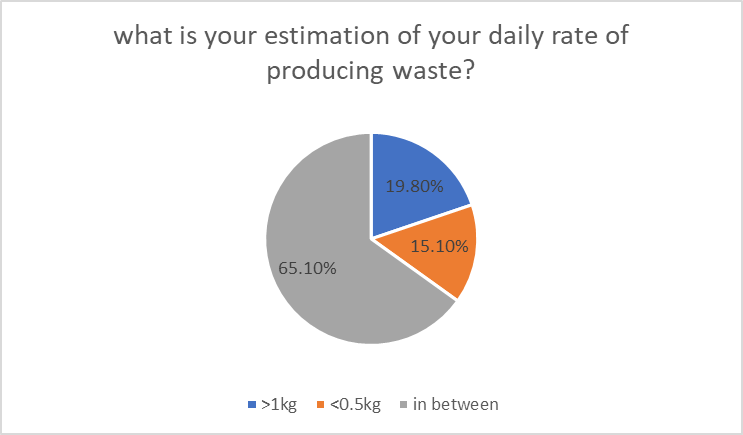 what is your estimation of your daily rate of
producing waste?
19.80%
15.10%
65.10%
>1kg
<0.5kg
in between